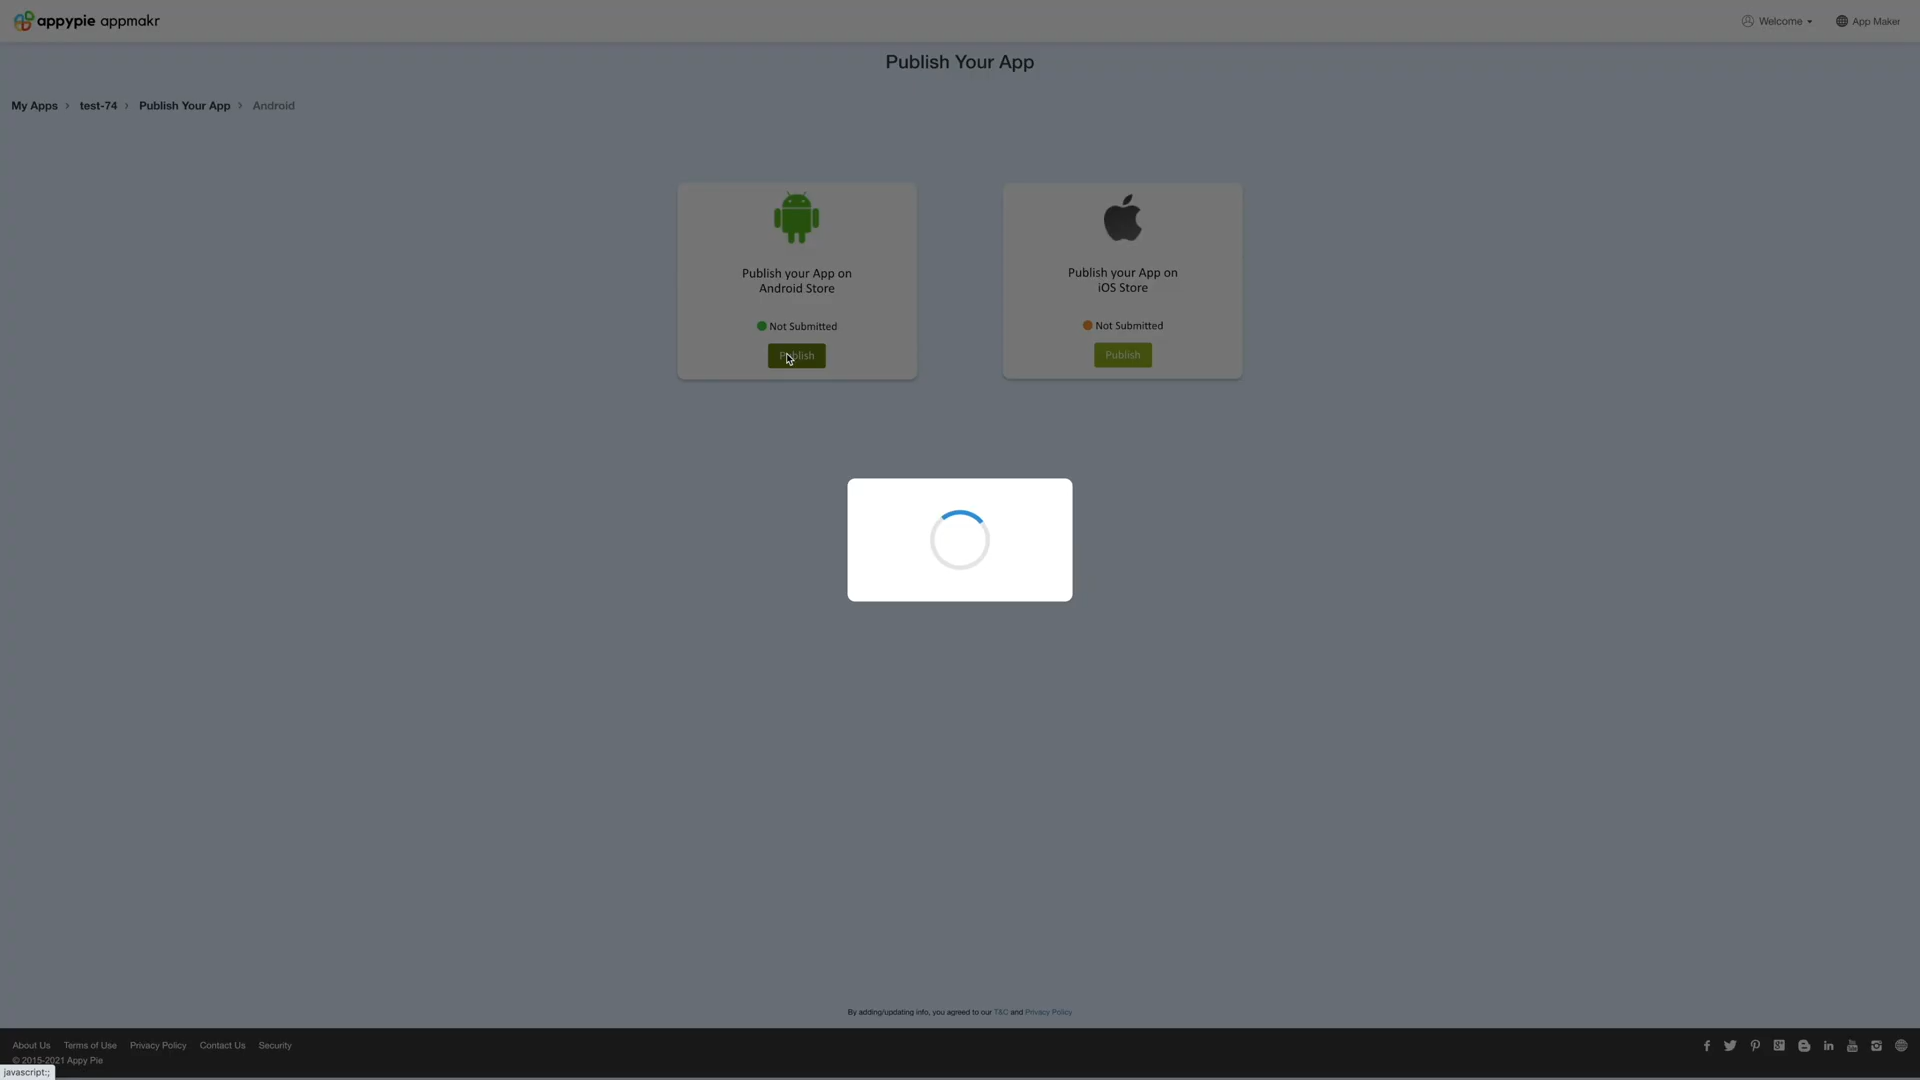 appypie appmakr
Welcome
App Maker
Publish Your App
My Apps > test-74 > Publish Your App > Android
Publish your App on
Android Store
Not Submitted
Publish
Publish your App on
iOS Store
Not Submitted
Publish
By adding/updating info, you agreed to our T&C and Privacy Policy
About Us Terms of Use Privacy Policy Contact Us Security
© 2015-2021 Appy Pie
javascript:;